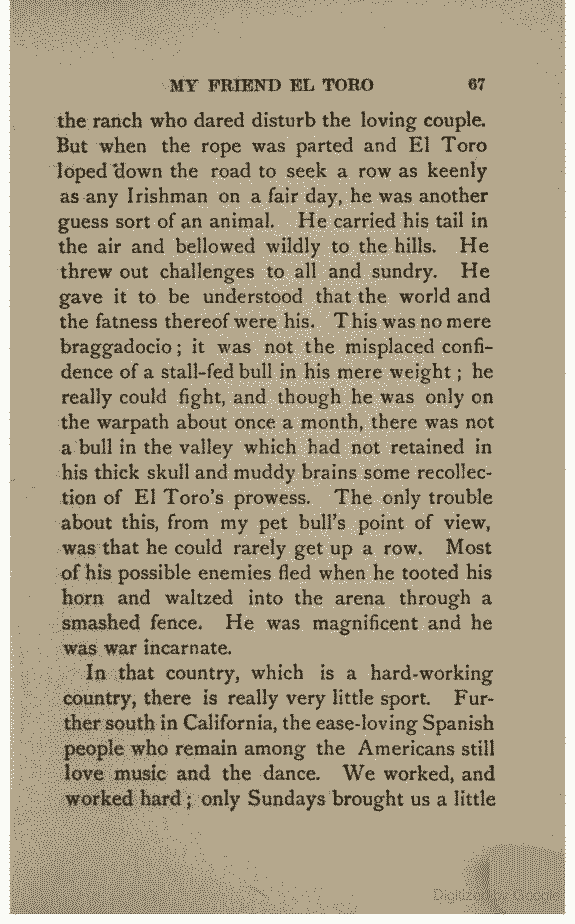 MY FRIEND EL TORO 67
the ranch who dared disturb the loving couple.
But when the rope was parted and El Toro
loped down the road to seek a row as keenly
as any Irishman on a fair day, he was another
guess sort of an animal. He carried his tail in
the air and bellowed wildly to the hills. He
threw out challenges to all and sundry. He
gave it to be understood that the world and
the fatness thereof were his. This was no mere
braggadocio; it was not the misplaced confi-
dence of a stall-fed bull in his mere weight; he
really could fight, and though he was only on
the warpath about once a month, there was not
a bull in the valley which had not retained in
his thick skull and muddy brains some recollec-
tion of El Toro's prowess. The only trouble
about this, from my pet bull's point of view,
was that he could rarely get up a row. Most
of his possible enemies fled when he tooted his
horn and waltzed into the arena through a
smashed fence. He was magnificent and he
was war incarnate.
In that country, which is a hard-working
country, there is really very little sport. Fur-
ther south in California, the ease-loving Spanish
people who remain among the Americans still
love music and the dance. We worked, and
worked hard; only Sundays brought us a little
Digitized by Google